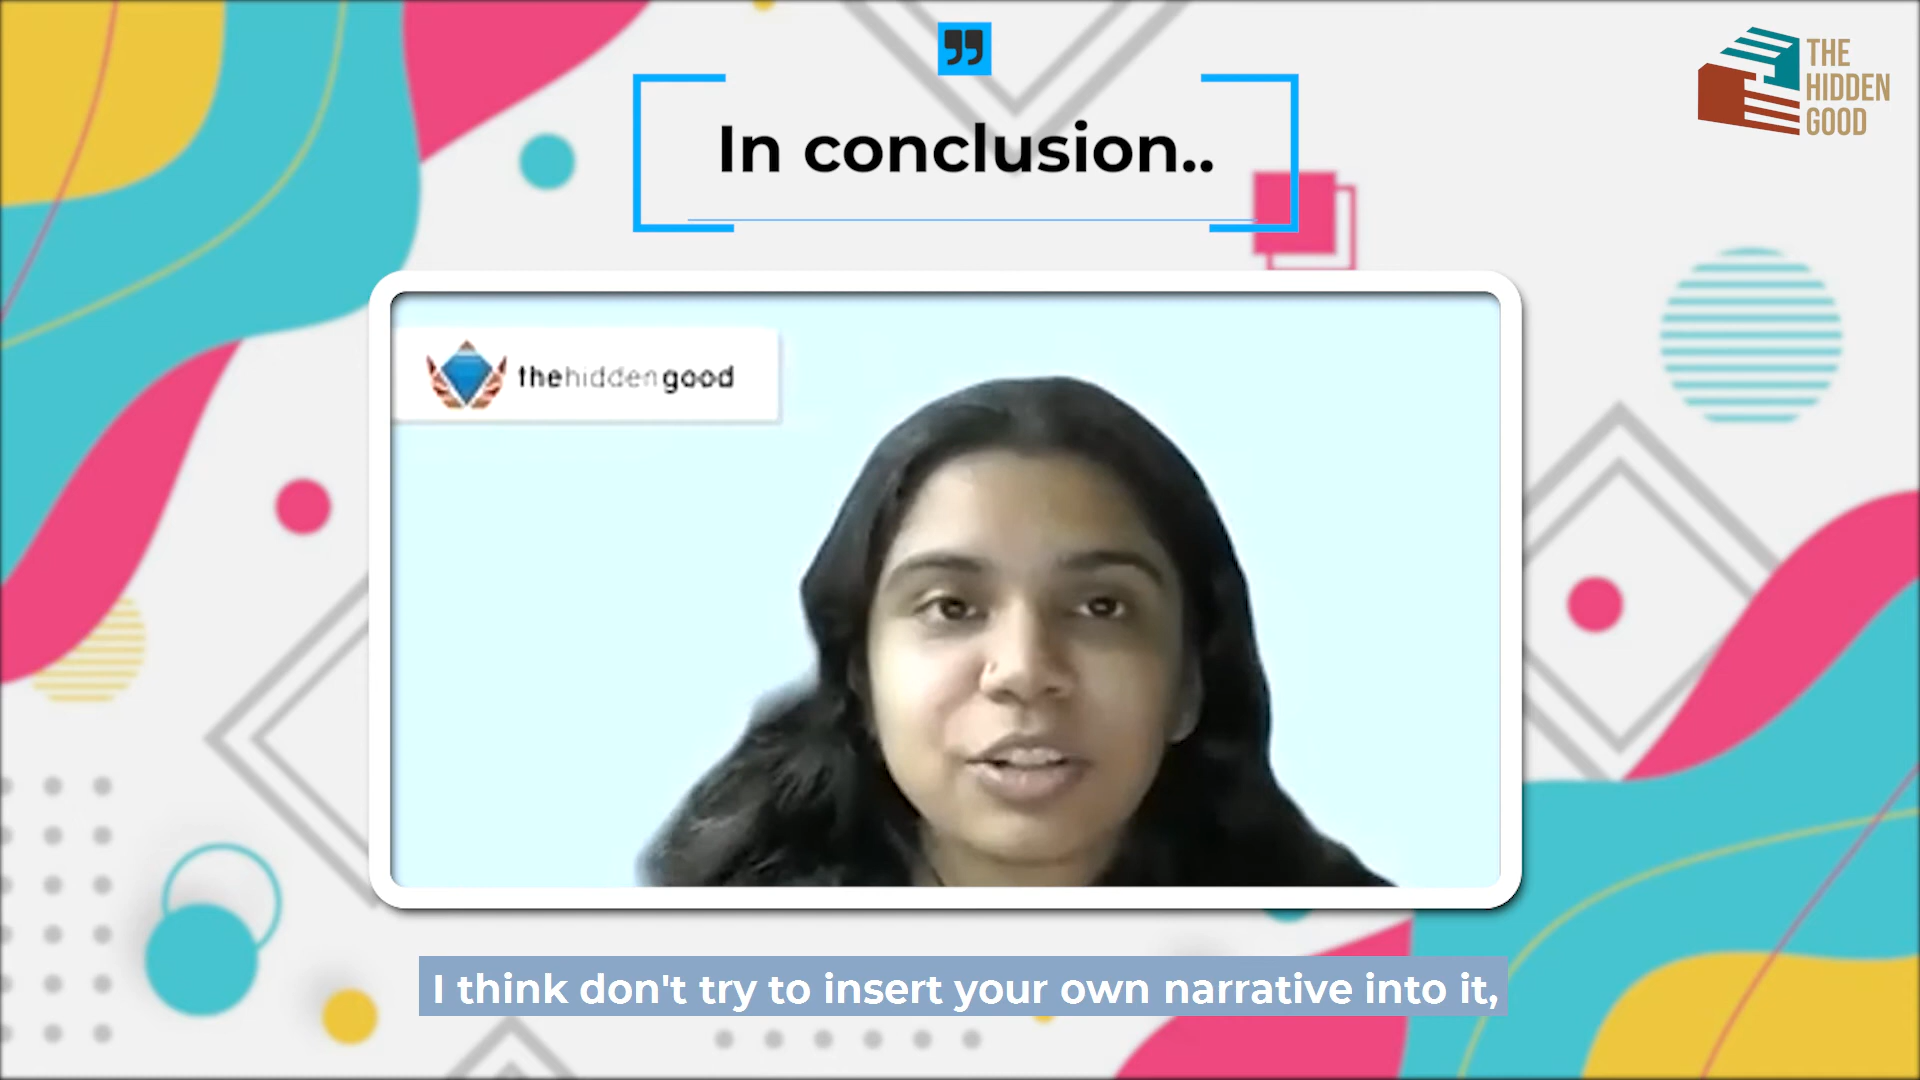 ❞
In conclusion..
THE
HIDDEN
GOOD
thehiddengood
I think don't try to insert your own narrative into it,